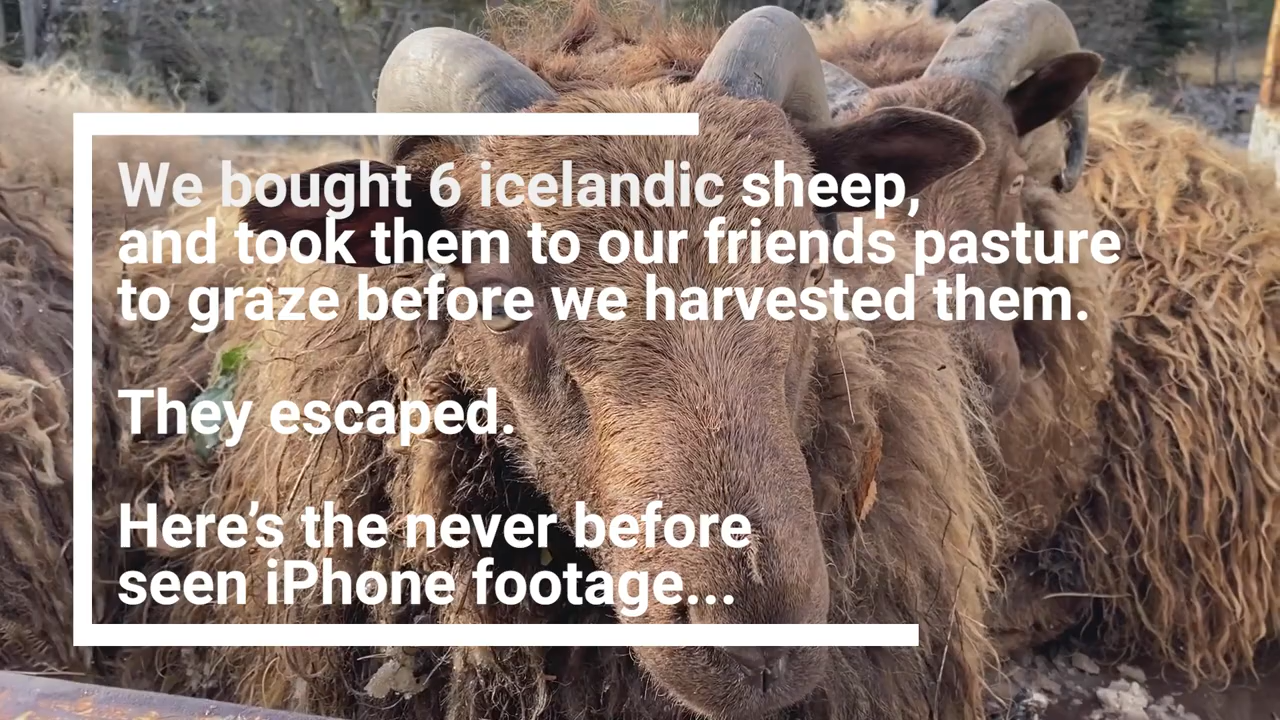 We bought 6 icelandic sheep,
and took them to our friends pasture
to graze before we harvested them.
They escaped.
Here’s the never before
seen iPhone footage...